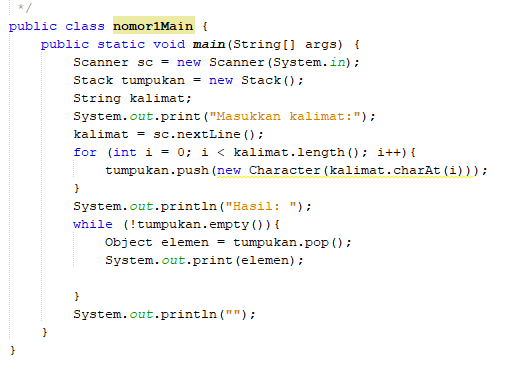 */
public class nomor1Main {
public static void main(String[] args) {
Scanner sc = new Scanner(System.in);
Stack tumpukan = new Stack();
String kalimat;
System.out.print("Masukkan kalimat:");
kalimat = sc.nextLine();
for (int i = 0; i < kalimat.length(); i++){
tumpukan.push(new Character(kalimat.charAt(i)));
}
System.out.println("Hasil: ");
while (!tumpukan.empty()){
Object elemen = tumpukan.pop();
System.out.print(elemen);
}
System.out.println("");
}
}